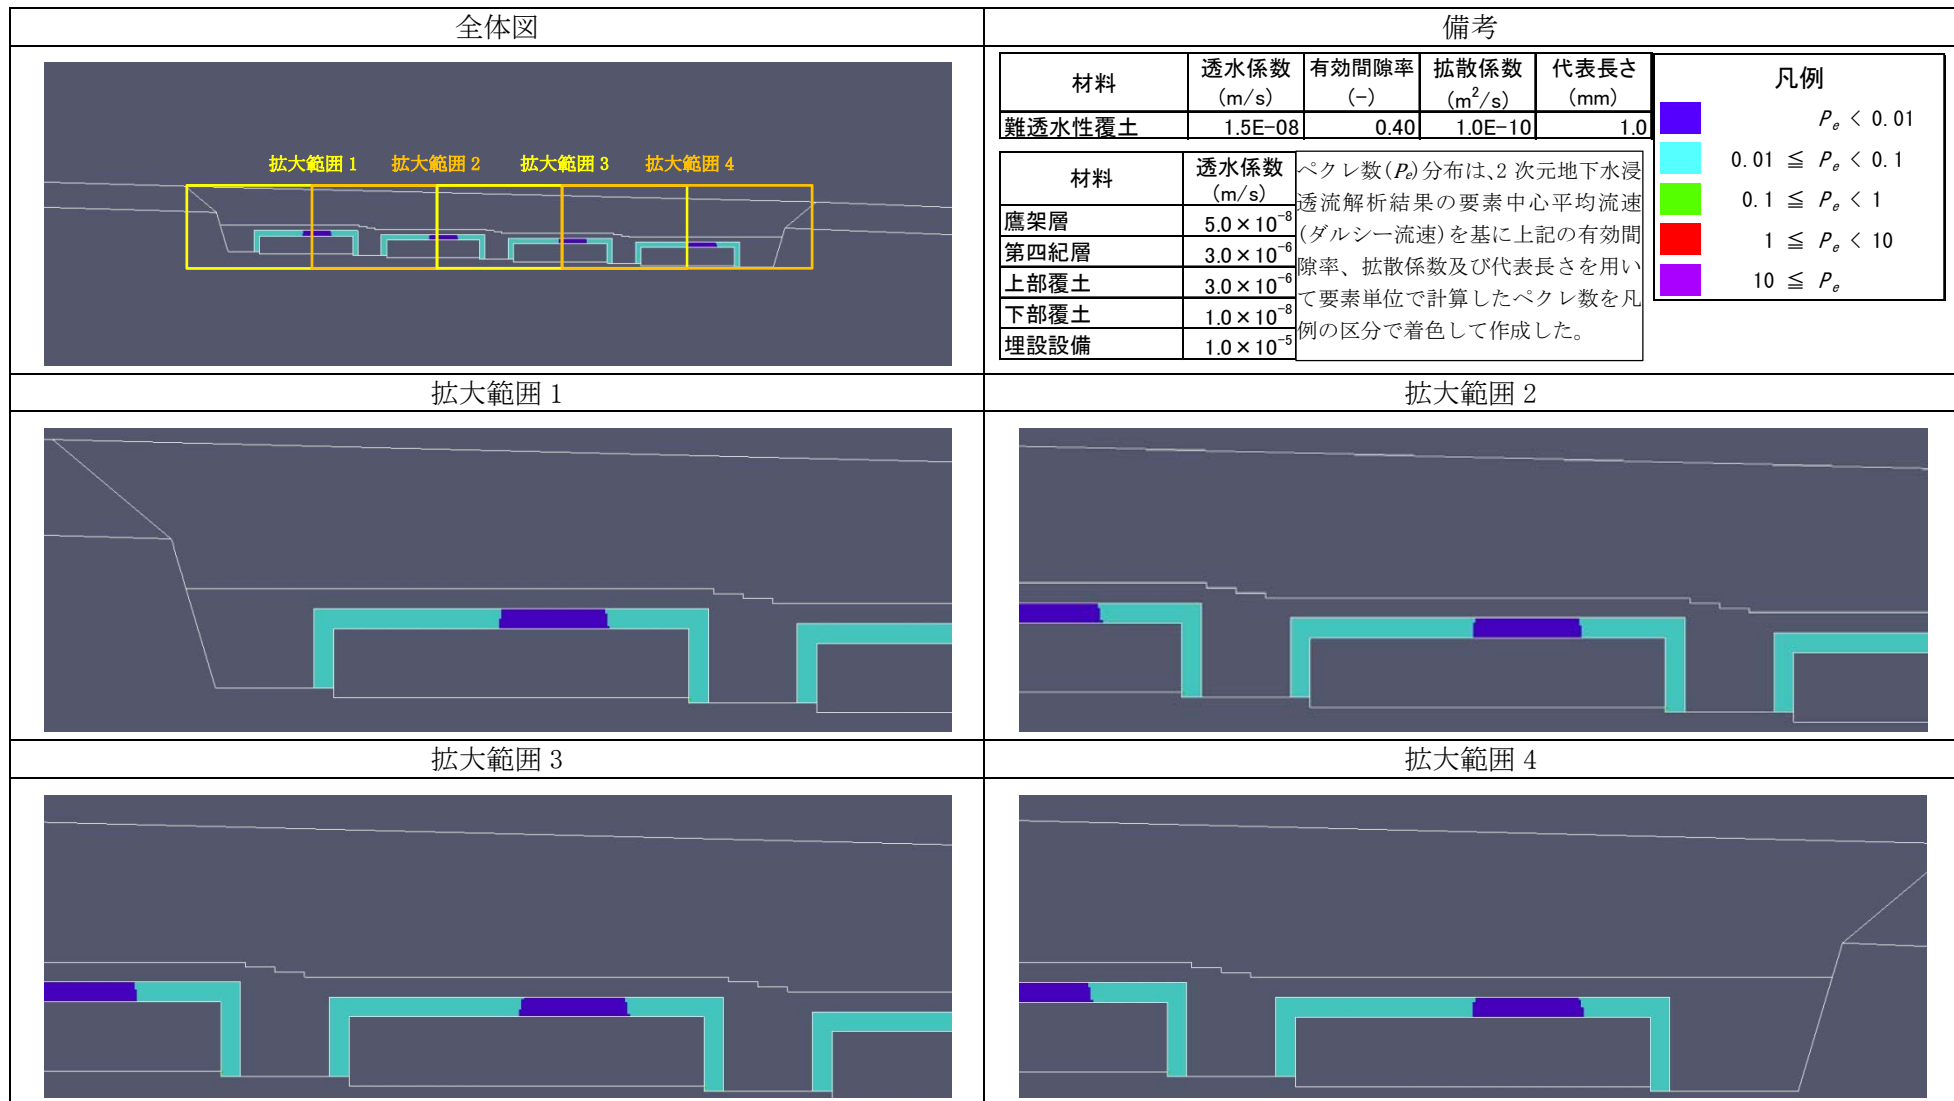 全体図
備考
拡大範囲 1
拡大範囲 2
拡大範囲 3
拡大範囲 4
材料 透水係数 (m/s) 有効間隙率 (-) 拡散係数 (m²/s) 代表長さ (mm)
難透水性覆土 1.5E-08 0.40 1.0E-10 1.0
材料 透水係数 (m/s)
鷹架層 5.0×10⁻⁸
第四紀層 3.0×10⁻⁶
上部覆土 3.0×10⁻⁶
下部覆土 1.0×10⁻⁸
埋設設備 1.0×10⁻⁵
ペクレ数(Pe)分布は、2 次元地下水浸
透流解析結果の要素中心平均流速
(ダルシー流速)を基に上記の有効間
隙率、拡散係数及び代表長さを用い
て要素単位で計算したペクレ数を凡
例の区分で着色して作成した。
凡例
Pe < 0.01
0.01 ≦ Pe < 0.1
0.1 ≦ Pe < 1
1 ≦ Pe < 10
10 ≦ Pe
拡大範囲 1
拡大範囲 2
拡大範囲 3
拡大範囲 4